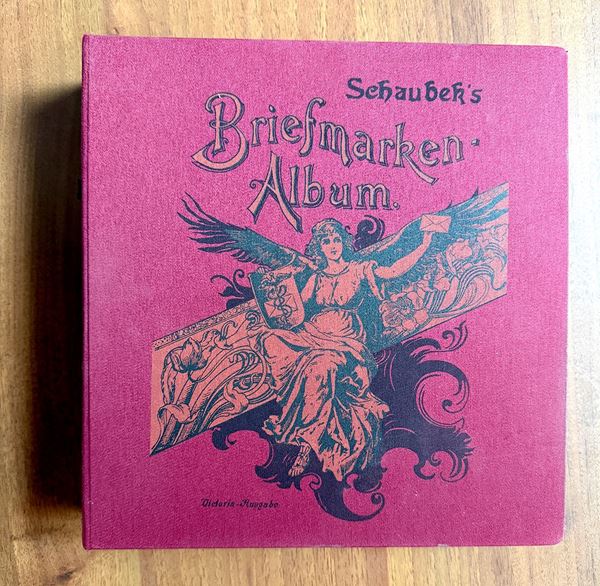 Schaubek's
Briefmarken-
Album.
Victoria-Ausgabe